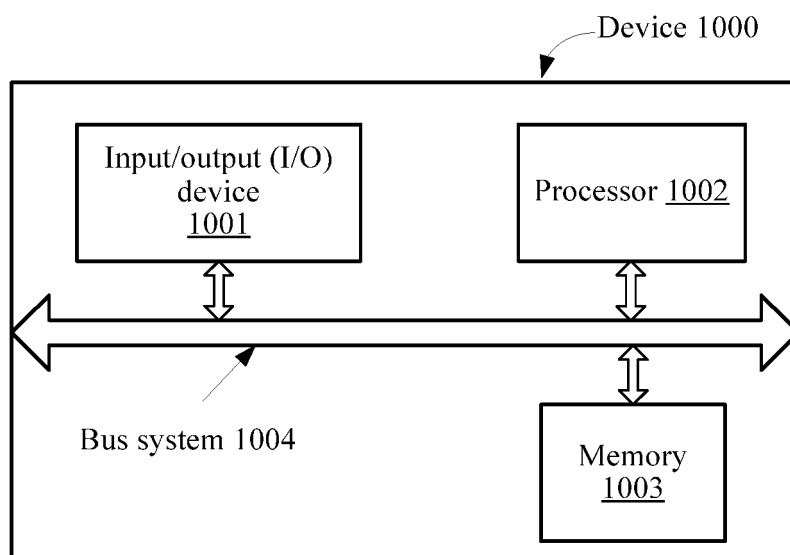 Device 1000
Input/output (I/O)
device
1001
Processor 1002
Bus system 1004
Memory
1003